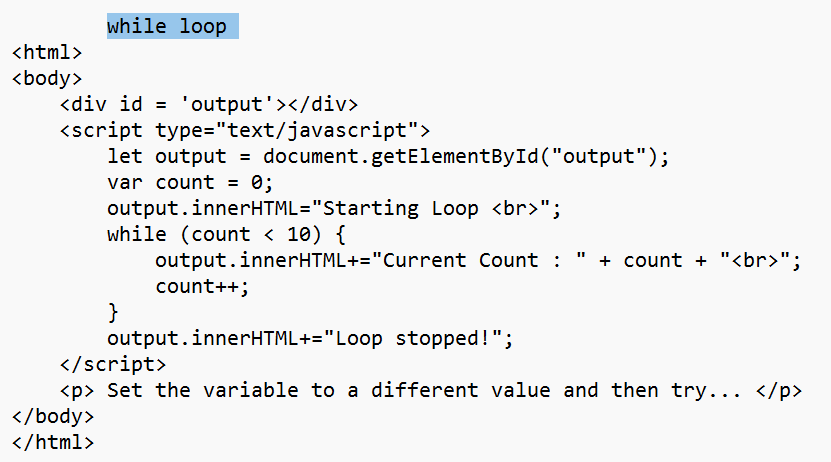 while loop
<html>
<body>
    <div id = 'output'></div>
    <script type="text/javascript">
        let output = document.getElementById("output");
        var count = 0;
        output.innerHTML="Starting Loop <br>";
        while (count < 10) {
            output.innerHTML+="Current Count : " + count + "<br>";
            count++;
        }
        output.innerHTML+="Loop stopped!";
    </script>
    <p> Set the variable to a different value and then try... </p>
</body>
</html>